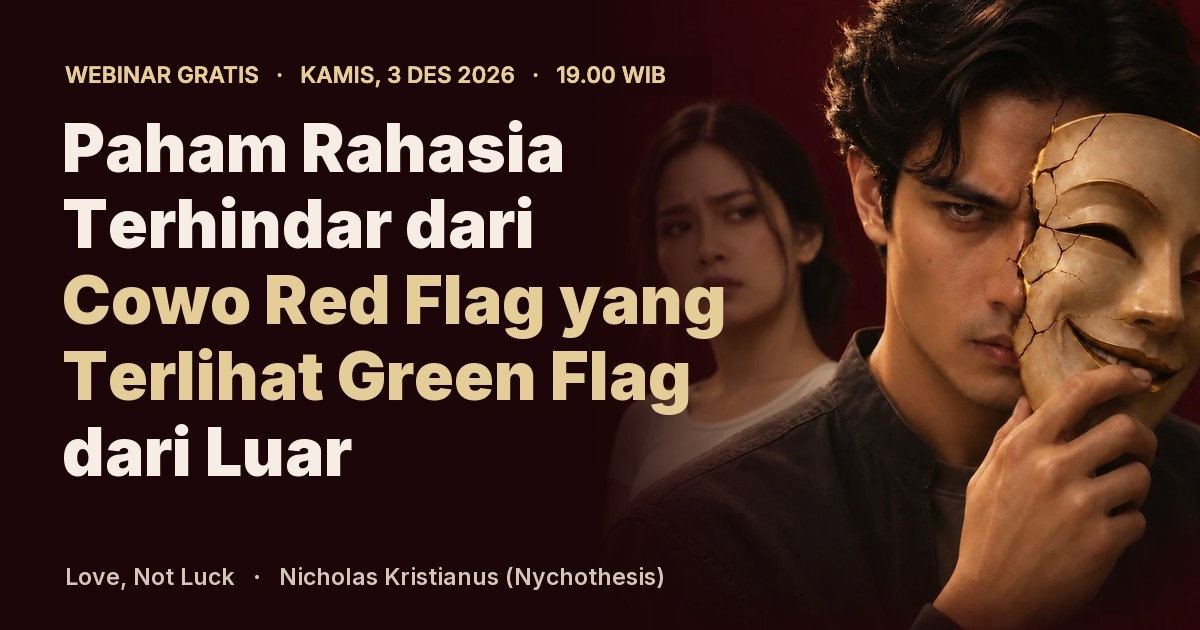 WEBINAR GRATIS · KAMIS, 3 DES 2026 · 19.00 WIB
Paham Rahasia
Terhindar dari
Cowo Red Flag yang
Terlihat Green Flag
dari Luar
Love, Not Luck · Nicholas Kristianus (Nychothesis)